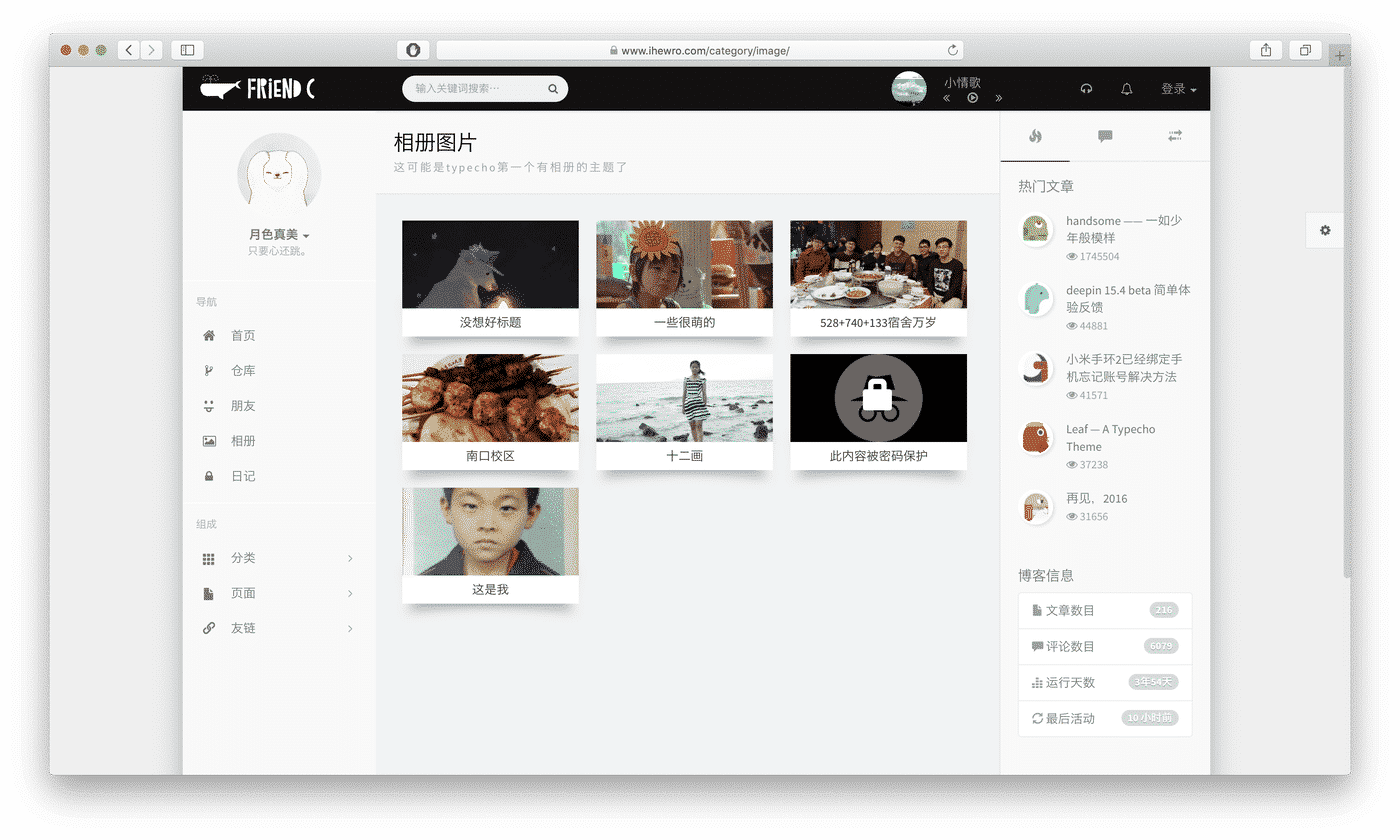 www.ihewro.com/category/image/
FRiEND C
输入关键词搜索…
小情歌
登录
月色真美
只要心还跳。
导航
首页
仓库
朋友
相册
日记
组成
分类
页面
友链
相册图片
这可能是typecho第一个有相册的主题了
没想好标题
一些很萌的
528+740+133宿舍万岁
南口校区
十二画
此内容被密码保护
这是我
热门文章
handsome —— 一如少
年般模样
1745504
deepin 15.4 beta 简单体
验反馈
44881
小米手环2已经绑定手
机忘记账号解决方法
41571
Leaf — A Typecho
Theme
37238
再见，2016
31656
博客信息
文章数目 216
评论数目 6079
运行天数 3年54天
最后活动 10 小时前